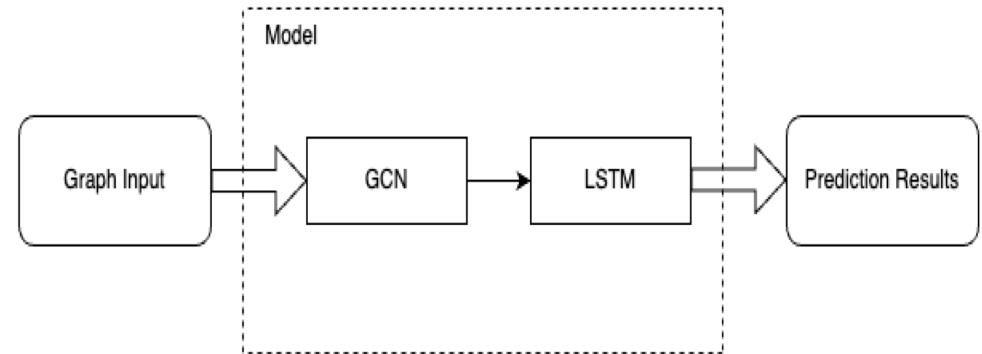 Model
Graph Input
GCN
LSTM
Prediction Results